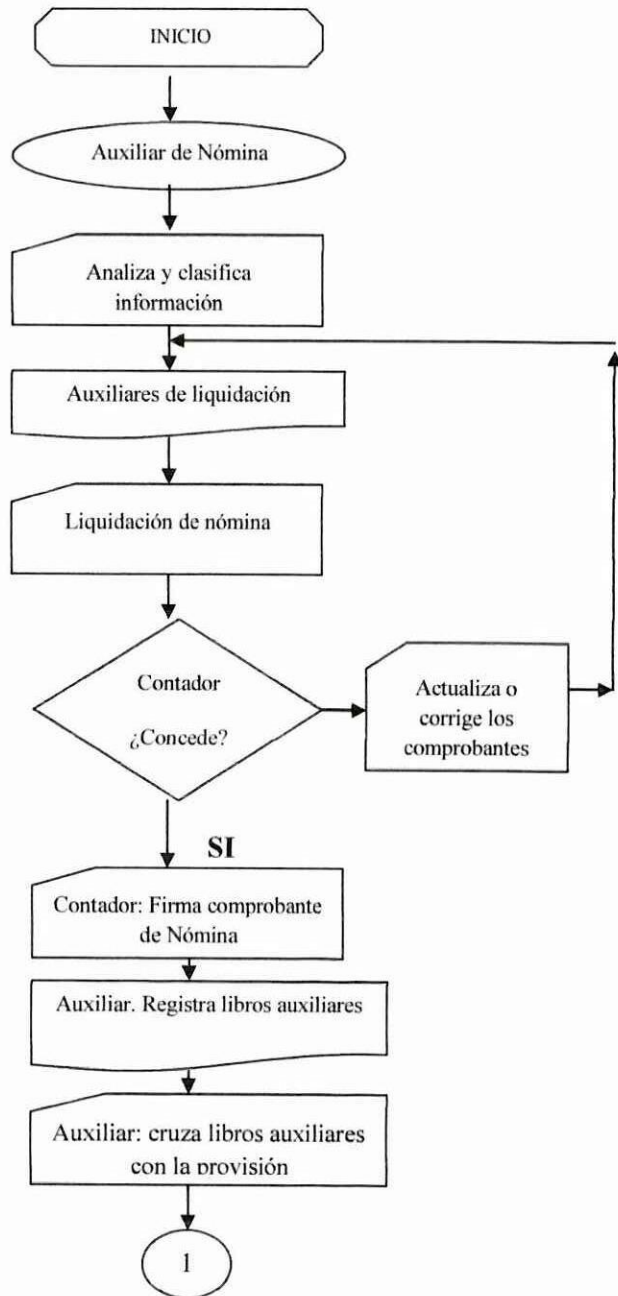 INICIO
Auxiliar de Nómina
Analiza y clasifica
información
Auxiliares de liquidación
Liquidación de nómina
Contador
¿Concede?
Actualiza o
corrige los
comprobantes
SI
Contador: Firma comprobante
de Nómina
Auxiliar. Registra libros auxiliares
Auxiliar: cruza libros auxiliares
con la provisión
1